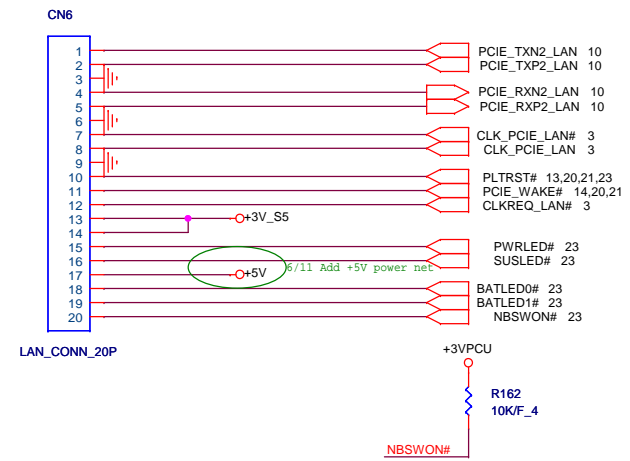 CN6
1 PCIE_TXN2_LAN 10
2 PCIE_TXP2_LAN 10
3
4 PCIE_RXN2_LAN 10
5 PCIE_RXP2_LAN 10
6
7 CLK_PCIE_LAN# 3
8 CLK_PCIE_LAN 3
9
10 PLTRST# 13,20,21,23
11 PCIE_WAKE# 14,20,21
12 CLKREQ_LAN# 3
13 +3V_S5
14
15 PWRLED# 23
16 SUSLED# 23
6/11 Add +5V power net
17 +5V
18 BATLED0# 23
19 BATLED1# 23
20 NBSWON# 23
LAN_CONN_20P
+3VPCU
R162
10K/F_4
NBSWON#